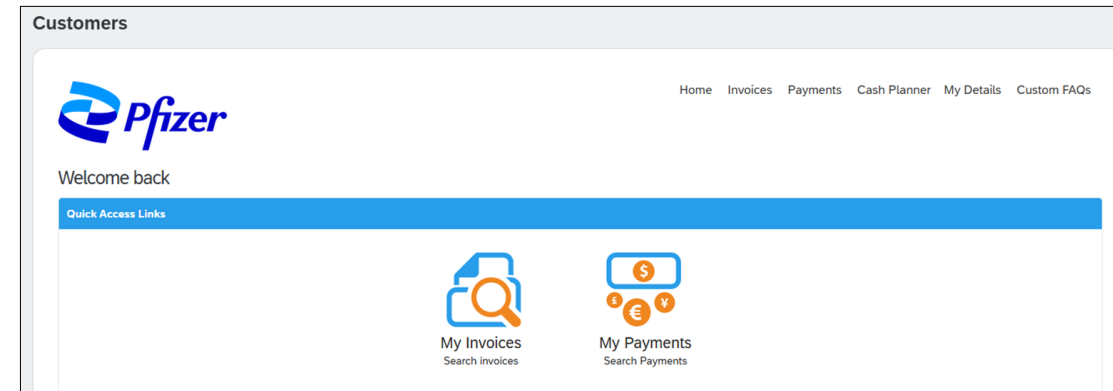 Customers
Pfizer
Home Invoices Payments Cash Planner My Details Custom FAQs
Welcome back
Quick Access Links
$
£ € ¥
My Invoices My Payments
Search invoices Search Payments